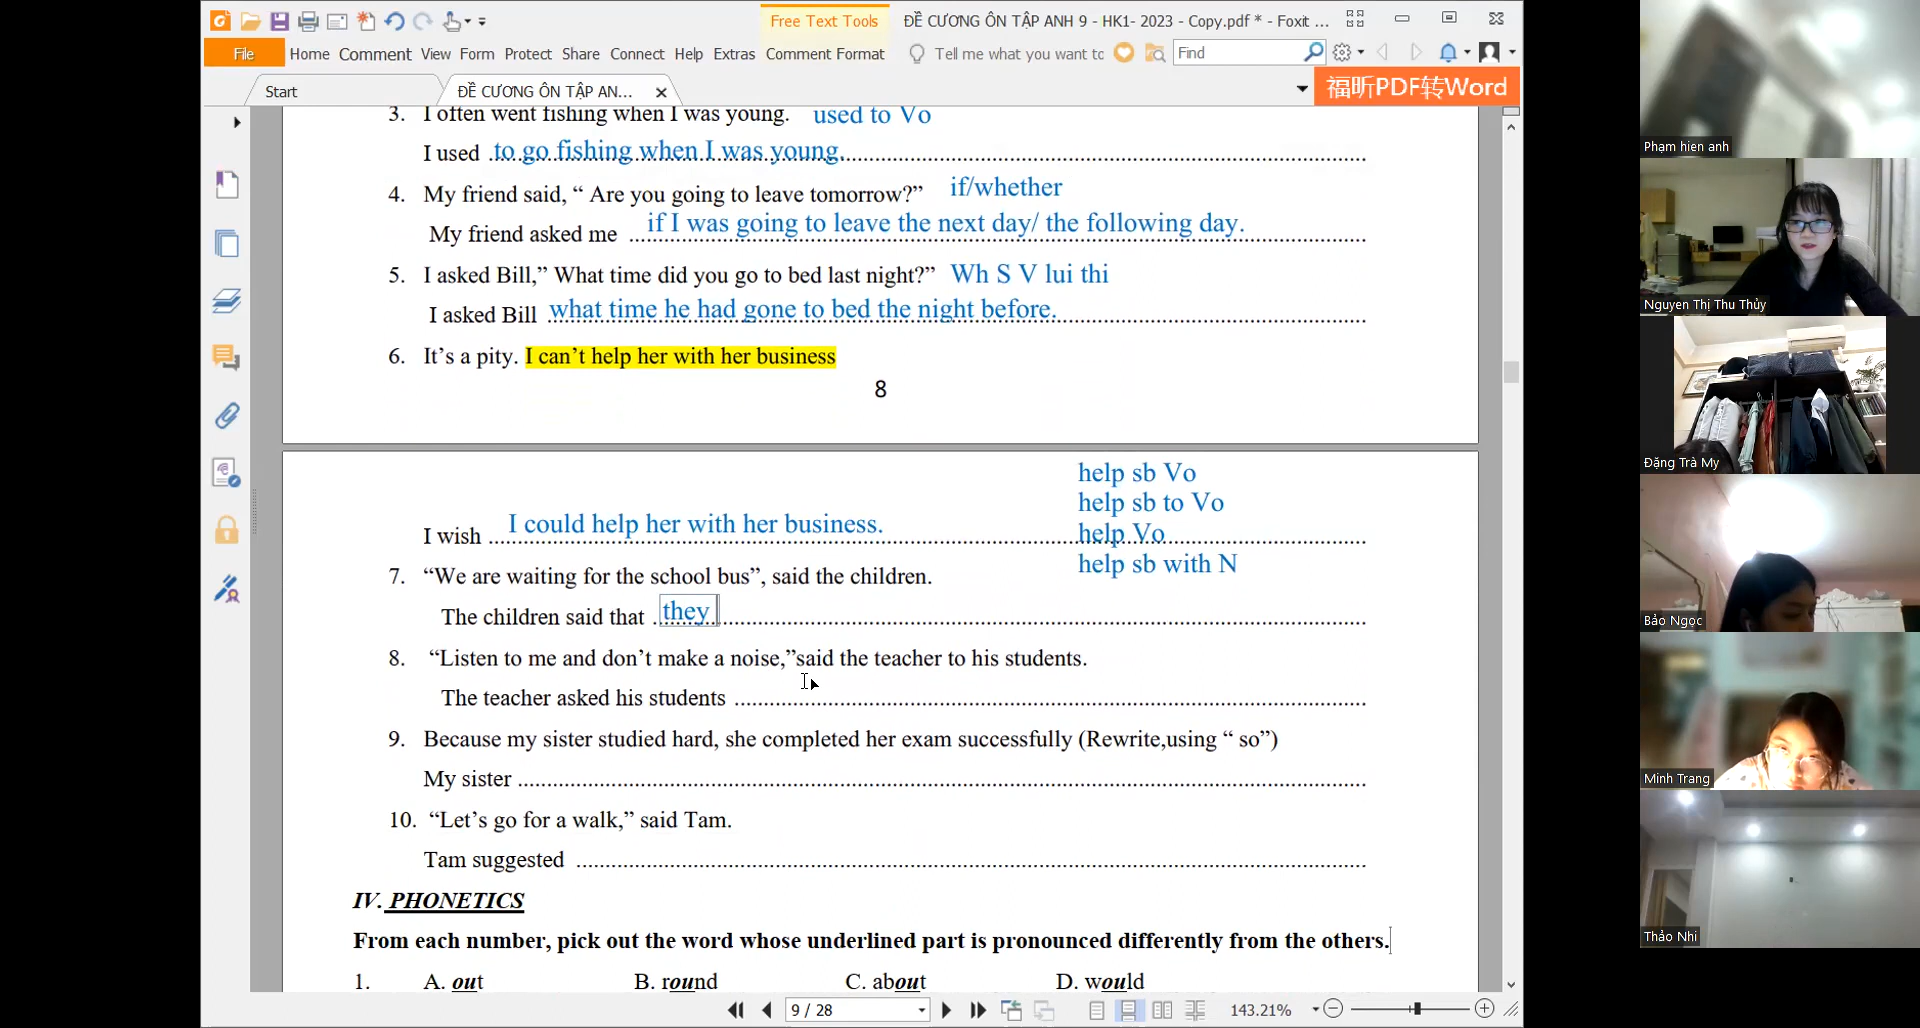 Free Text Tools
ĐỀ CƯƠNG ÔN TẬP ANH 9 - HK1- 2023 - Copy.pdf * - Foxit ...
File Home Comment View Form Protect Share Connect Help Extras Comment Format Tell me what you want to Find
Start ĐỀ CƯƠNG ÔN TẬP AN... 福昕PDF转Word
3. I often went fishing when I was young. used to Vo
I used to go fishing when I was young.
4. My friend said, “ Are you going to leave tomorrow?” if/whether
My friend asked me if I was going to leave the next day/ the following day.
5. I asked Bill,” What time did you go to bed last night?” Wh S V lui thi
I asked Bill what time he had gone to bed the night before.
6. It’s a pity. I can’t help her with her business
8
help sb Vo
help sb to Vo
I wish I could help her with her business.
help Vo
help sb with N
7. “We are waiting for the school bus”, said the children.
The children said that they
8. “Listen to me and don’t make a noise,”said the teacher to his students.
The teacher asked his students
9. Because my sister studied hard, she completed her exam successfully (Rewrite,using “ so”)
My sister
10. “Let’s go for a walk,” said Tam.
Tam suggested
IV. PHONETICS
From each number, pick out the word whose underlined part is pronounced differently from the others.
1. A. out B. round C. about D. would
9 / 28 143.21%
Phạm hien anh
Nguyen Thị Thu Thủy
Đặng Trà My
Bảo Ngọc
Minh Trang
Thảo Nhi